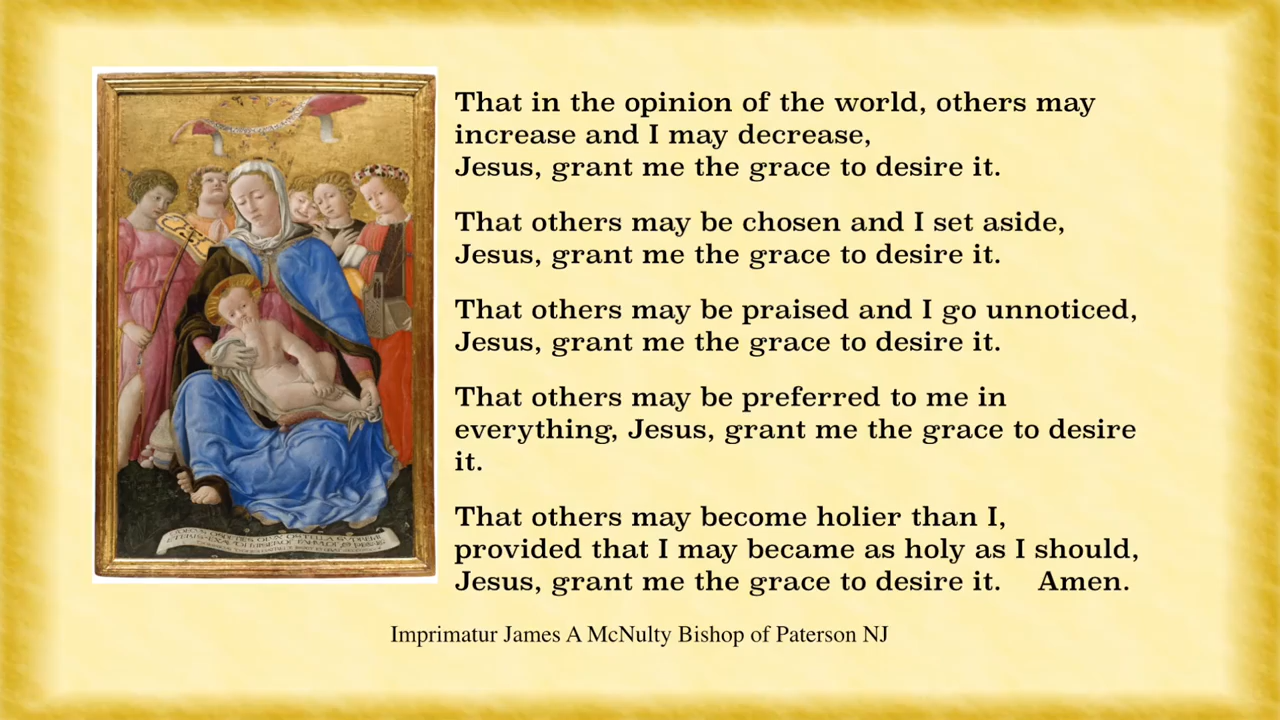 That in the opinion of the world, others may
increase and I may decrease,
Jesus, grant me the grace to desire it.
That others may be chosen and I set aside,
Jesus, grant me the grace to desire it.
That others may be praised and I go unnoticed,
Jesus, grant me the grace to desire it.
That others may be preferred to me in
everything, Jesus, grant me the grace to desire
it.
That others may become holier than I,
provided that I may became as holy as I should,
Jesus, grant me the grace to desire it. Amen.
Imprimatur James A McNulty Bishop of Paterson NJ